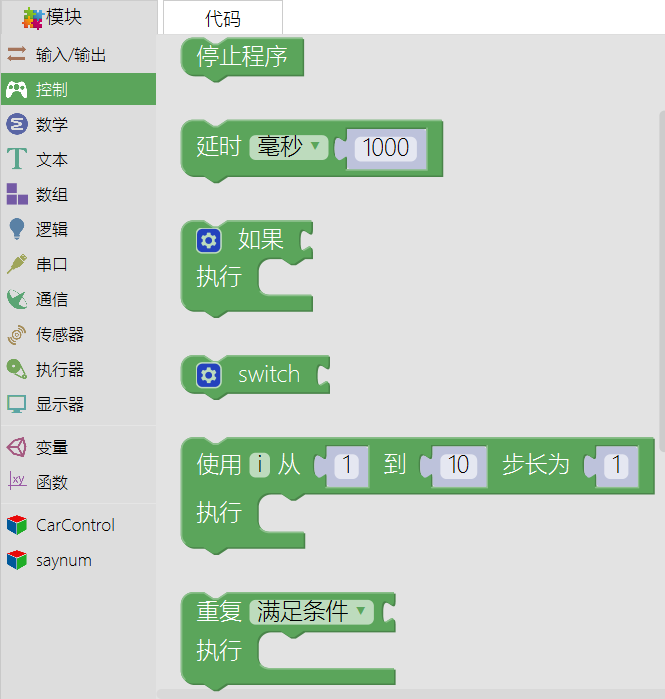 模块
代码
输入/输出
控制
数学
文本
数组
逻辑
串口
通信
传感器
执行器
显示器
变量
函数
CarControl
saynum
停止程序
延时 毫秒 1000
如果
执行
switch
使用 i 从 1 到 10 步长为 1
执行
重复 满足条件
执行